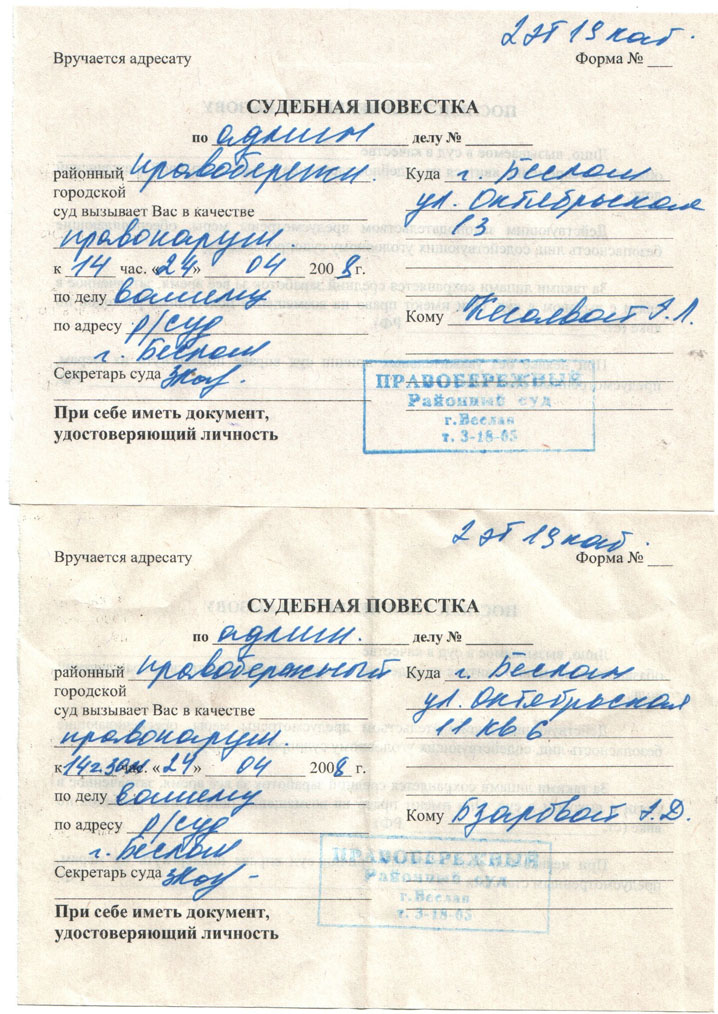 2 эт 19 каб.
Вручается адресату
Форма № ___
СУДЕБНАЯ ПОВЕСТКА
по админ делу №
районный правобережн.
городской
суд вызывает Вас в качестве
правонаруш
к 14 час. «24» 04 2008 г.
по делу вашему
по адресу р/суд
г. Беслан
Секретарь суда
При себе иметь документ,
удостоверяющий личность
Куда г. Беслан
ул. Октябрьская
13
Кому
ПРАВОБЕРЕЖНЫЙ
Районный суд
г.Беслан
т. 3-18-65
2 эт 19 каб.
Вручается адресату
Форма № ___
СУДЕБНАЯ ПОВЕСТКА
по админ. делу №
районный правобережный
городской
суд вызывает Вас в качестве
правонаруш
к 14 ч 30 м час. «24» 04 2008 г.
по делу вашему
по адресу р/суд
г. Беслан
Секретарь суда
При себе иметь документ,
удостоверяющий личность
Куда г. Беслан
ул. Октябрьская
11 кв 6.
Кому Бзаровой Э.Д.
ПРАВОБЕРЕЖНЫЙ
Районный суд
г.Беслан
т. 3-18-65